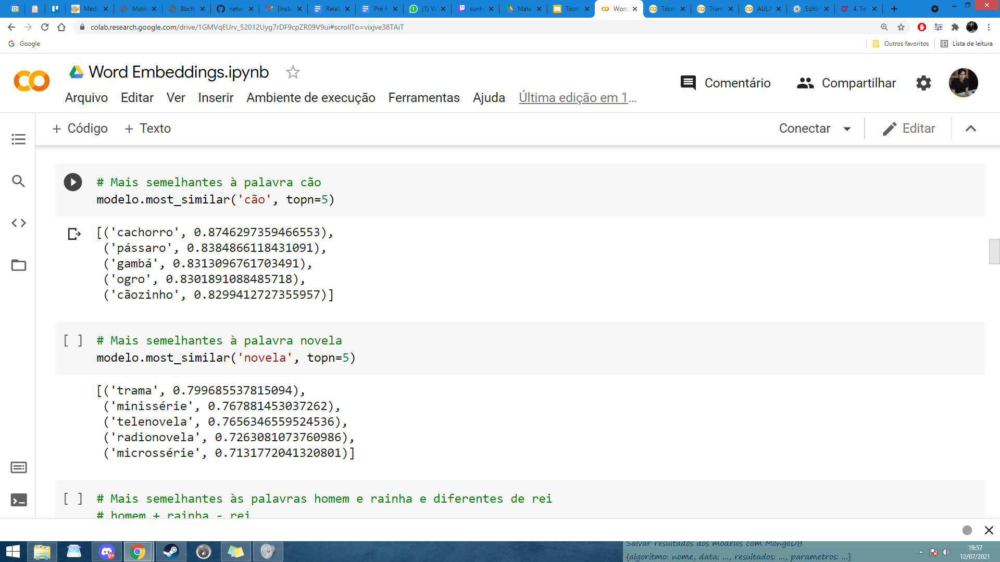 12
Medi
Mate
8bcf6
netwo
[Instr
Relat
Pré R
(1) W
sunh
Mate
Técni
Word
Técni
Trans
AULA
Edito
4. Te
colab.research.google.com/drive/1GMVqEUrv_52012Uyg7rDF9cpZR09V9ui#scrollTo=vixjve38TAiT
Google
Outros favoritos
Lista de leitura
Word Embeddings.ipynb
Comentário
Compartilhar
Arquivo Editar Ver Inserir Ambiente de execução Ferramentas Ajuda Última edição em 1…
+ Código + Texto
Conectar
Editar
# Mais semelhantes à palavra cão
modelo.most_similar('cão', topn=5)
[('cachorro', 0.8746297359466553),
('pássaro', 0.8384866118431091),
('gambá', 0.8313096761703491),
('ogro', 0.8301891088485718),
('cãozinho', 0.8299412727355957)]
[ ] # Mais semelhantes à palavra novela
modelo.most_similar('novela', topn=5)
[('trama', 0.799685537815094),
('minissérie', 0.767881453037262),
('telenovela', 0.7656346559524536),
('radionovela', 0.7263081073760986),
('microssérie', 0.7131772041320801)]
[ ] # Mais semelhantes às palavras homem e rainha e diferentes de rei
# homem + rainha - rei
9+
Salvar resultados dos modelos com MongoDB
{algoritmo: nome, data: ..., resultados: ..., parametros: ...}
19:57
12/07/2021